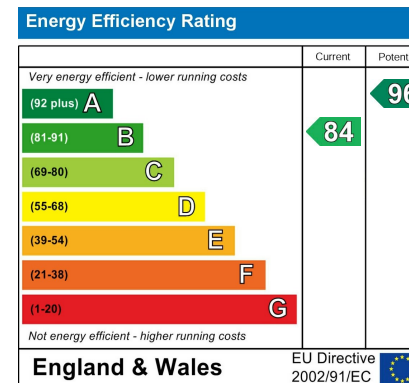 Energy Efficiency Rating
Current Potent
Very energy efficient - lower running costs
(92 plus) A
96
(81-91) B
84
(69-80) C
(55-68) D
(39-54) E
(21-38) F
(1-20) G
Not energy efficient - higher running costs
England & Wales
EU Directive
2002/91/EC